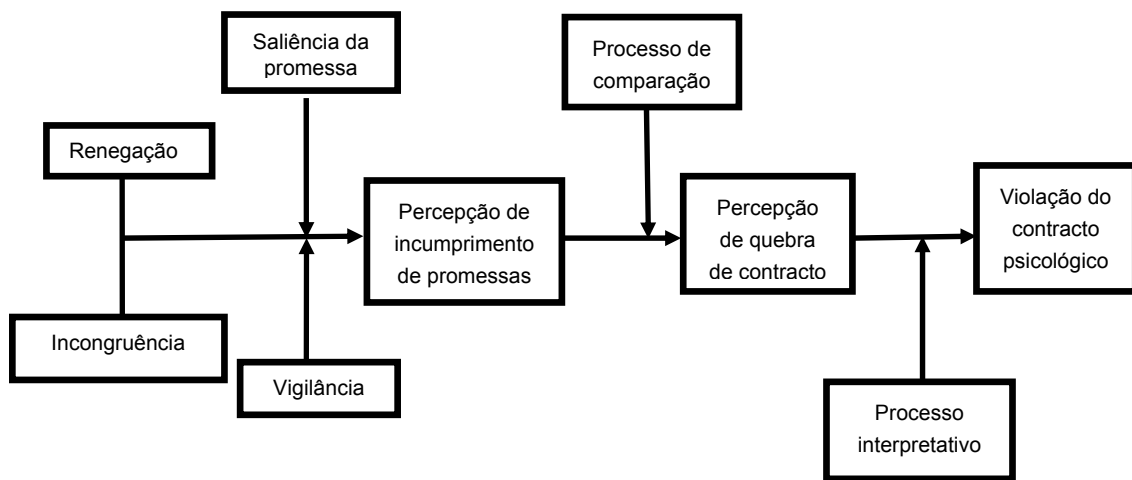 Saliência da
promessa
Processo de
comparação
Renegação
Percepção de
incumprimento
de promessas
Percepção
de quebra
de contracto
Violação do
contracto
psicológico
Incongruência
Vigilância
Processo
interpretativo